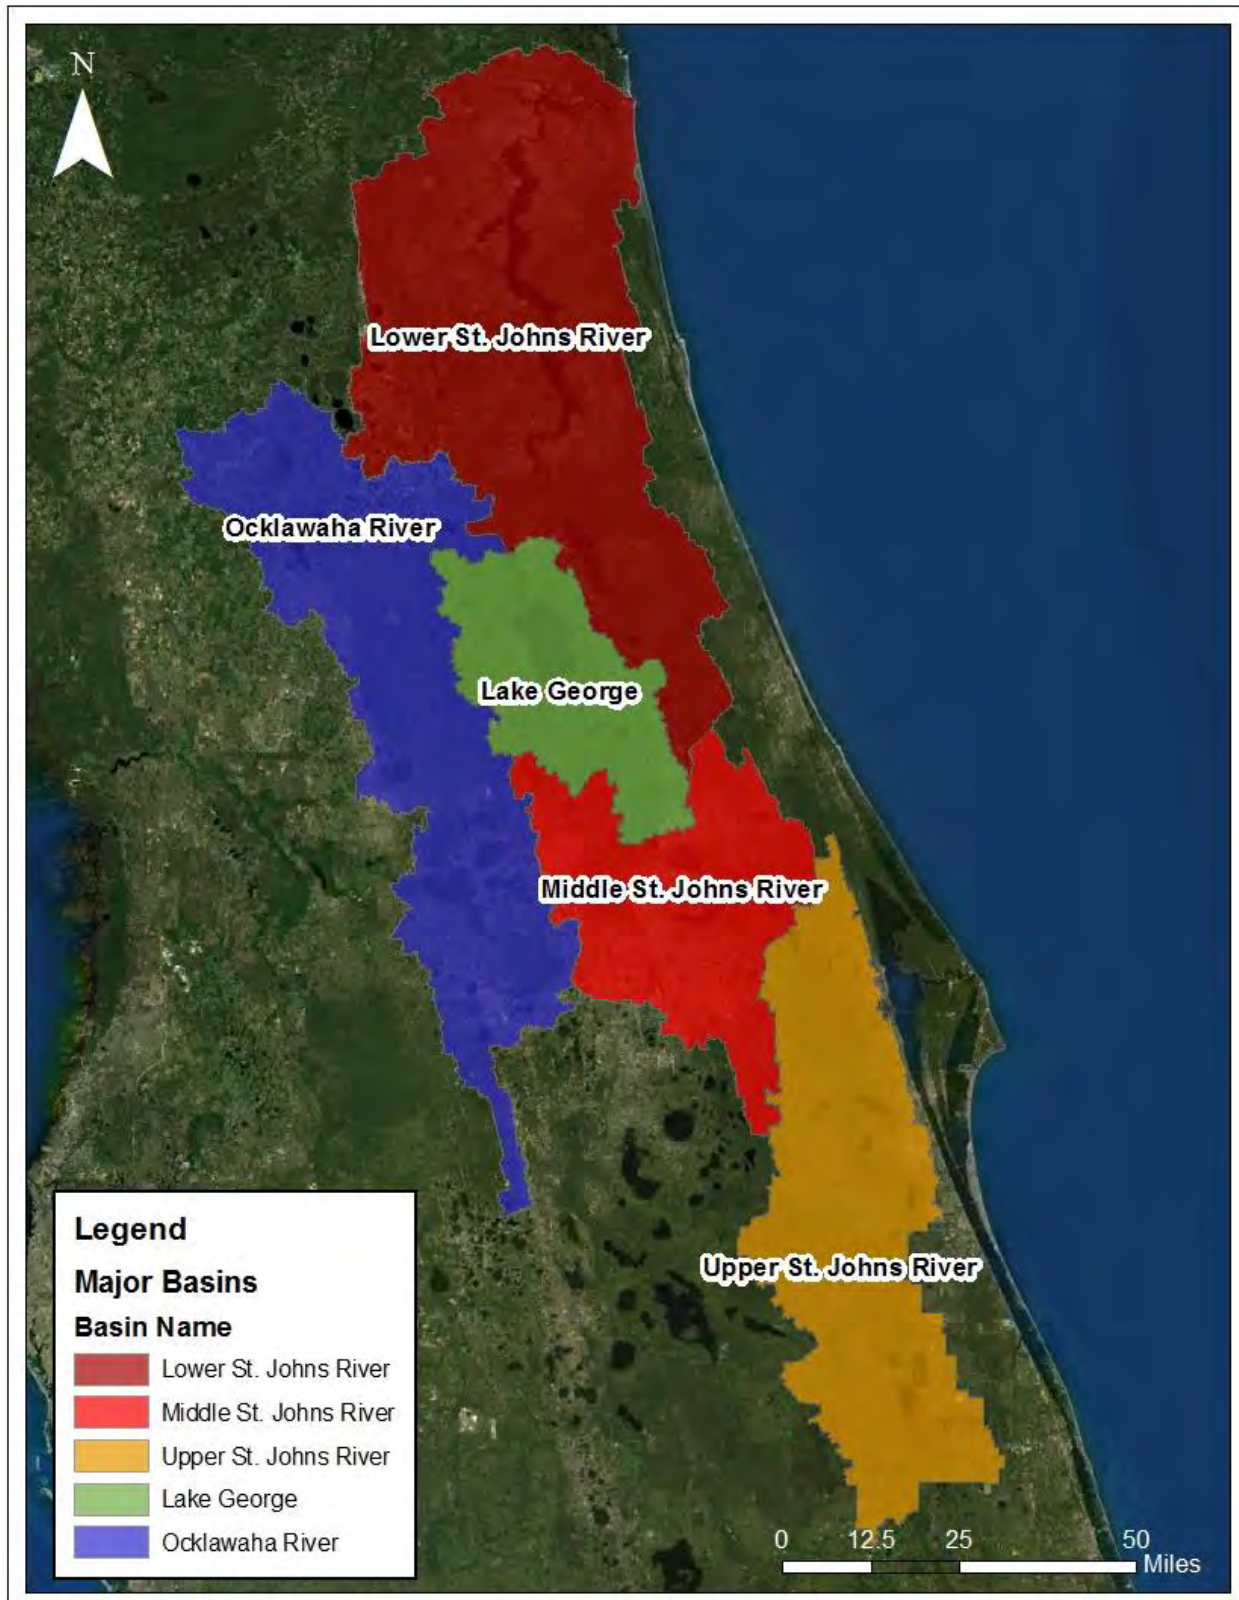 N
Lower St. Johns River
Ocklawaha River
Lake George
Middle St. Johns River
Upper St. Johns River
Legend
Major Basins
Basin Name
Lower St. Johns River
Middle St. Johns River
Upper St. Johns River
Lake George
Ocklawaha River
0 12.5 25 50
Miles